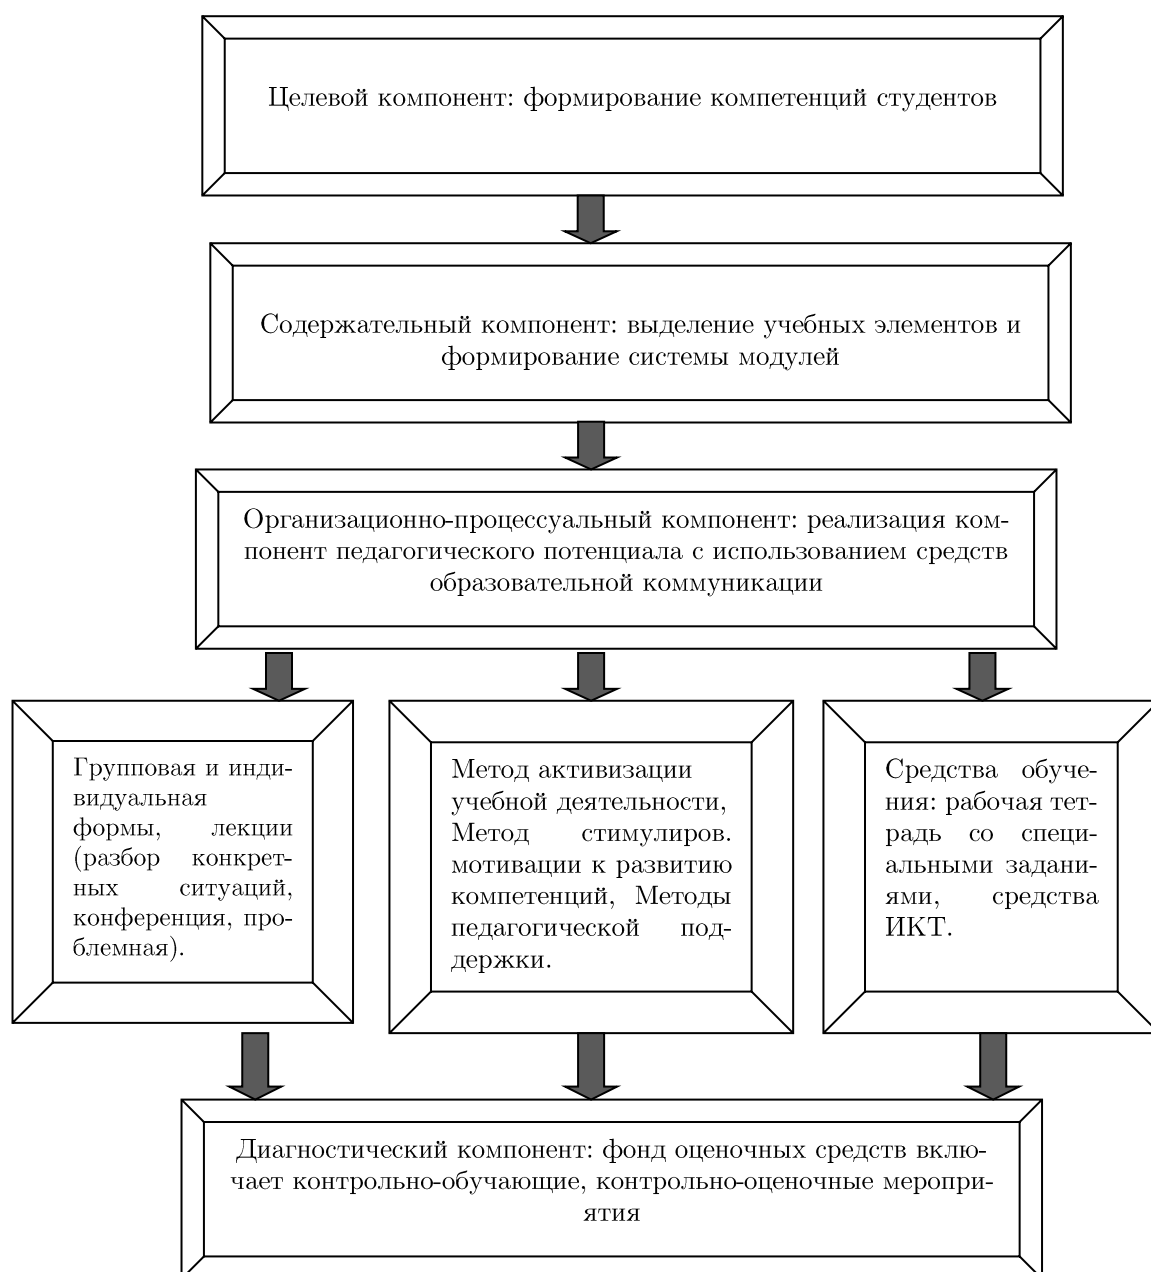 Целевой компонент: формирование компетенций студентов
Содержательный компонент: выделение учебных элементов и
формирование системы модулей
Организационно-процессуальный компонент: реализация ком-
понент педагогического потенциала с использованием средств
образовательной коммуникации
Групповая и инди-
видуальная
формы, лекции
(разбор конкрет-
ных ситуаций,
конференция, про-
блемная).
Метод активизации
учебной деятельности,
Метод стимулиров.
мотивации к развитию
компетенций, Методы
педагогической под-
держки.
Средства обуче-
ния: рабочая тет-
радь со специ-
альными задани-
ями, средства
ИКТ.
Диагностический компонент: фонд оценочных средств вклю-
чает контрольно-обучающие, контрольно-оценочные меропри-
ятия